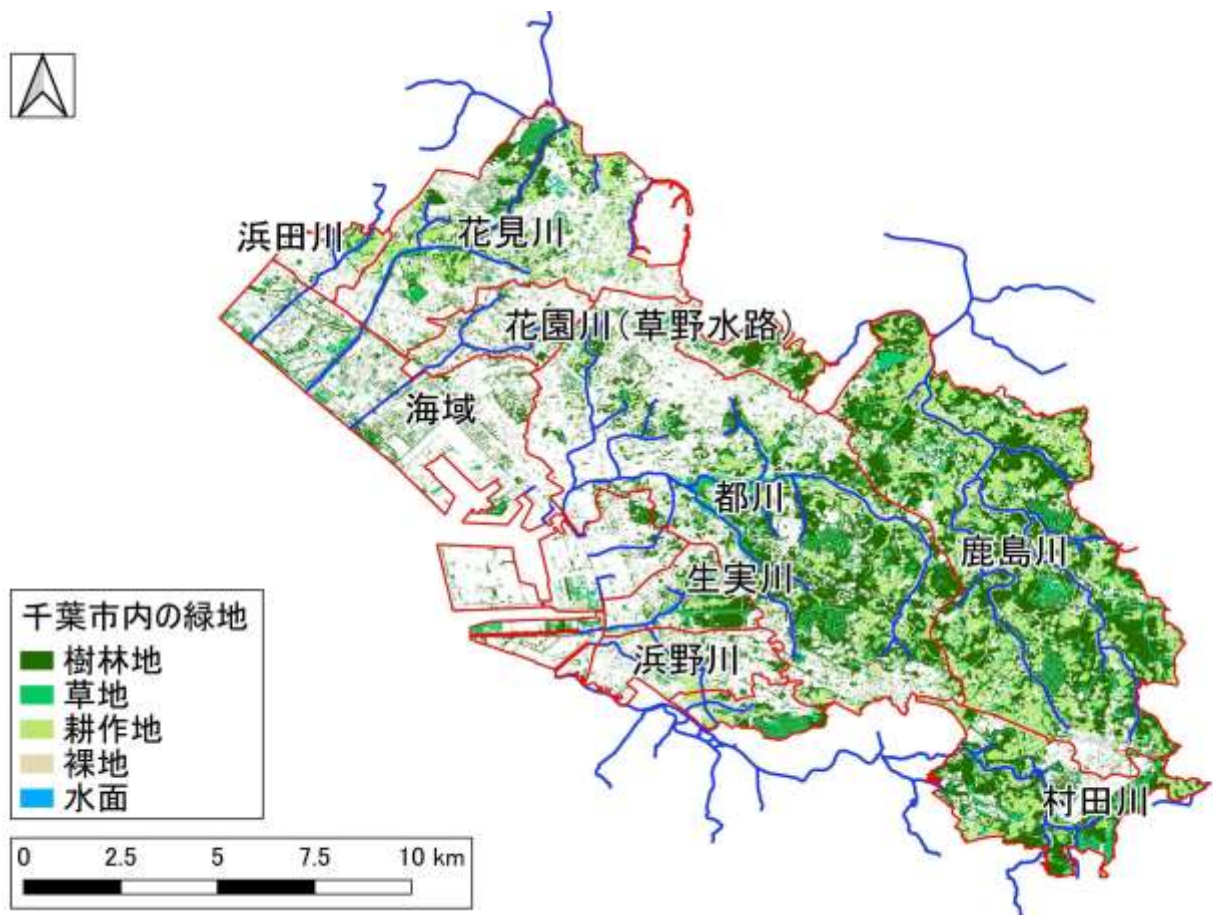 浜田川
花見川
花園川(草野水路)
海域
都川
鹿島川
生実川
浜野川
村田川
千葉市内の緑地
樹林地
草地
耕作地
裸地
水面
0 2.5 5 7.5 10 km